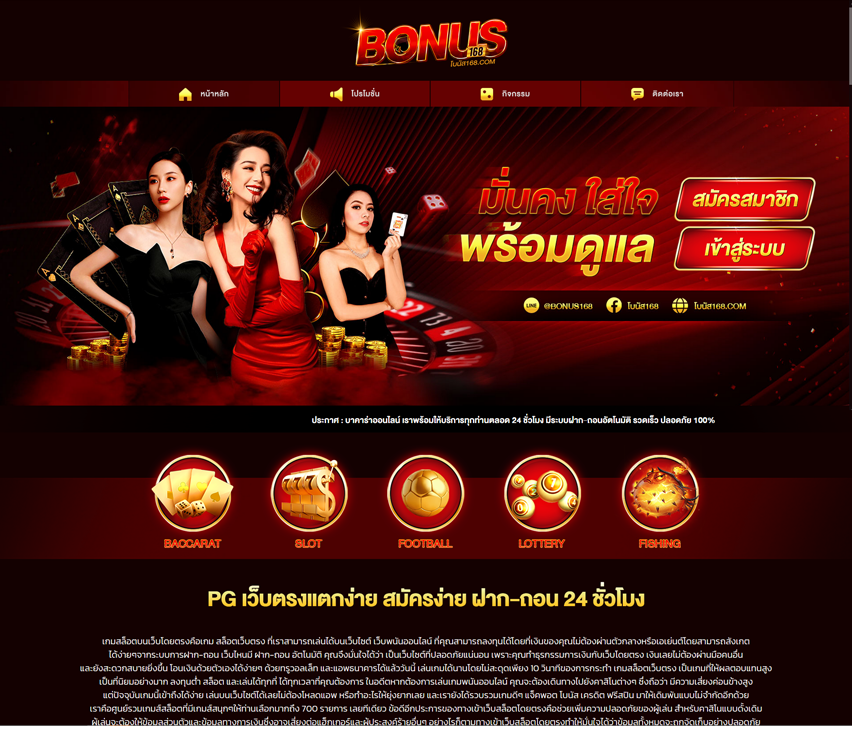 BONUS
168
โบนัส168.COM
หน้าหลัก
โปรโมชั่น
กิจกรรม
ติดต่อเรา
มั่นคง ใส่ใจ
พร้อมดูแล
สมัครสมาชิก
เข้าสู่ระบบ
LINE @BONUS168 โบนัส168 โบนัส168.COM
ประกาศ : บาคาร่าออนไลน์ เราพร้อมให้บริการทุกท่านตลอด 24 ชั่วโมง มีระบบฝาก-ถอนอัตโนมัติ รวดเร็ว ปลอดภัย 100%
BACCARAT
SLOT
FOOTBALL
LOTTERY
FISHING
PG เว็บตรงแตกง่าย สมัครง่าย ฝาก-ถอน 24 ชั่วโมง
เกมสล็อตบนเว็บโดยตรงคือเกม สล็อตเว็บตรง ที่เราสามารถเล่นได้บนเว็บไซต์ เว็บพนันออนไลน์ ที่คุณสามารถลงทุนได้โดยที่เงินของคุณไม่ต้องผ่านตัวกลางหรือเอเย่นต์โดยสามารถสังเกต
ได้ง่ายๆจากระบบการฝาก-ถอน เว็บไหนมี ฝาก-ถอน อัตโนมัติ คุณจึงมั่นใจได้ว่า เป็นเว็บไซต์ที่ปลอดภัยแน่นอน เพราะคุณทำธุรกรรมการเงินกับเว็บโดยตรง เงินเลยไม่ต้องผ่านมือคนอื่น
และยังสะดวกสบายยิ่งขึ้น โอนเงินด้วยตัวเองได้ง่ายๆ ด้วยทรูวอลเล็ท และแอพธนาคารได้แล้ววันนี้ เล่นเกมได้นานโดยไม่สะดุดเพียง 10 วินาทีของการกระทำ เกมสล็อตเว็บตรง เป็นเกมที่ให้ผลตอบแทนสูง
เป็นที่นิยมอย่างมาก ลงทุนต่ำ สล็อต และเล่นได้ทุกที่ ได้ทุกเวลาที่คุณต้องการ ในอดีตหากต้องการเล่นเกมพนันออนไลน์ คุณจะต้องเดินทางไปยังคาสิโนต่างๆ ซึ่งถือว่า มีความเสี่ยงค่อนข้างสูง
แต่ปัจจุบันเกมนี้เข้าถึงได้ง่าย เล่นบนเว็บไซต์ได้เลยไม่ต้องโหลดแอพ หรือทำอะไรให้ยุ่งยากเลย และเรายังได้รวบรวมเกมดีๆ แจ็คพอต โบนัส เครดิต ฟรีสปิน มาให้เดิมพันแบบไม่จำกัดอีกด้วย
เราคือศูนย์รวมเกมส์สล็อตที่มีเกมส์สนุกๆให้ท่านเลือกมากถึง 700 รายการ เลยทีเดียว ข้อดีอีกประการของทางเข้าเว็บสล็อตโดยตรงคือช่วยเพิ่มความปลอดภัยของผู้เล่น สำหรับคาสิโนแบบดั้งเดิม
ผู้เล่นจะต้องให้ข้อมูลส่วนตัวและข้อมูลทางการเงินซึ่งอาจเสี่ยงต่อแฮ็กเกอร์และผู้ประสงค์ร้ายอื่นๆ อย่างไรก็ตามทางเข้าเว็บสล็อตโดยตรงทำให้มั่นใจได้ว่าข้อมูลทั้งหมดจะถูกจัดเก็บอย่างปลอดภัย